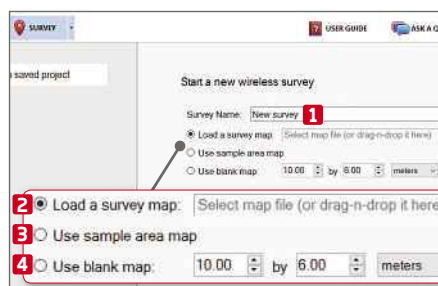 SURVEY
USER GUIDE
ASK A Q
saved project
Start a new wireless survey
Survey Name: New survey 1
Load a survey map: Select map file (or drag-n-drop it here)
Use sample area map
Use blank map: 10.00 by 6.00 meters
2 Load a survey map: Select map file (or drag-n-drop it here
3 Use sample area map
4 Use blank map: 10.00 by 6.00 meters